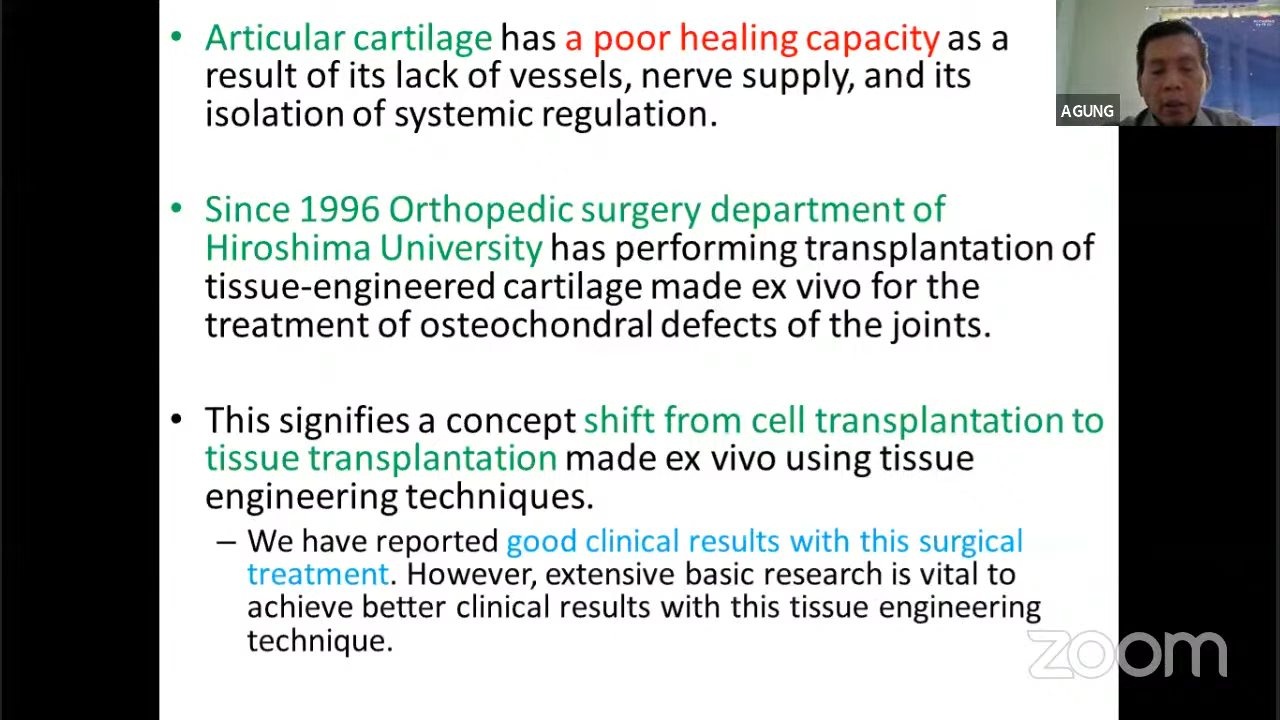 • Articular cartilage has a poor healing capacity as a
result of its lack of vessels, nerve supply, and its
isolation of systemic regulation.
• Since 1996 Orthopedic surgery department of
Hiroshima University has performing transplantation of
tissue-engineered cartilage made ex vivo for the
treatment of osteochondral defects of the joints.
• This signifies a concept shift from cell transplantation to
tissue transplantation made ex vivo using tissue
engineering techniques.
– We have reported good clinical results with this surgical
treatment. However, extensive basic research is vital to
achieve better clinical results with this tissue engineering
technique.
AGUNG
zoom